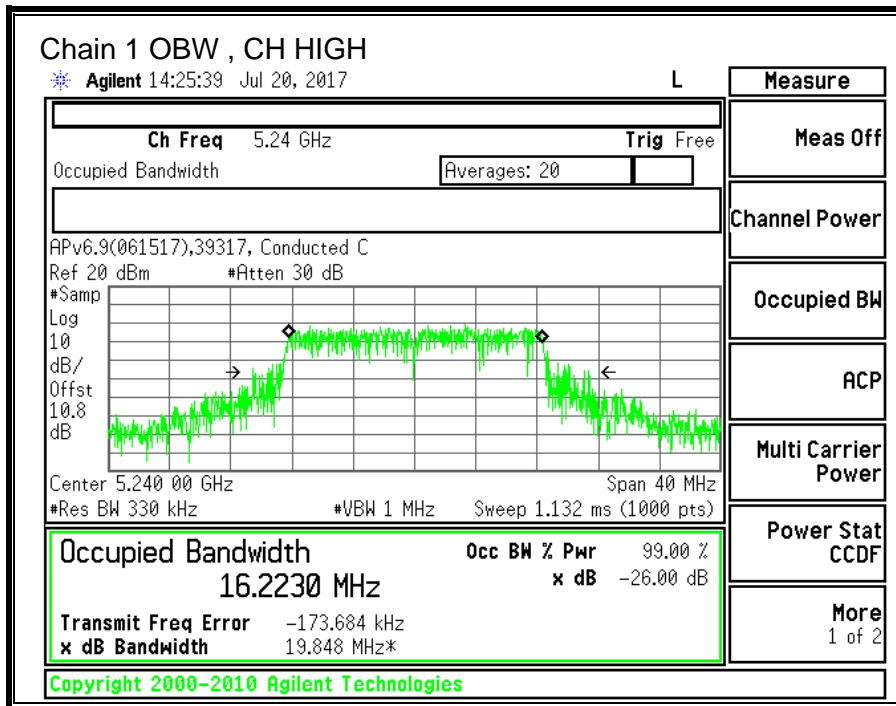 Chain 1 OBW , CH HIGH
Agilent 14:25:39 Jul 20, 2017 L
Measure
Ch Freq 5.24 GHz Trig Free
Occupied Bandwidth Averages: 20
APv6.9(061517),39317, Conducted C
Ref 20 dBm #Atten 30 dB
#Samp
Log
10
dB/
Offst
10.8
dB
Center 5.240 00 GHz Span 40 MHz
#Res BW 330 kHz #VBW 1 MHz Sweep 1.132 ms (1000 pts)
Occupied Bandwidth
16.2230 MHz
Occ BW % Pwr 99.00 %
x dB -26.00 dB
Transmit Freq Error -173.684 kHz
x dB Bandwidth 19.848 MHz*
Meas Off
Channel Power
Occupied BW
ACP
Multi Carrier
Power
Power Stat
CCDF
More
1 of 2
Copyright 2000-2010 Agilent Technologies